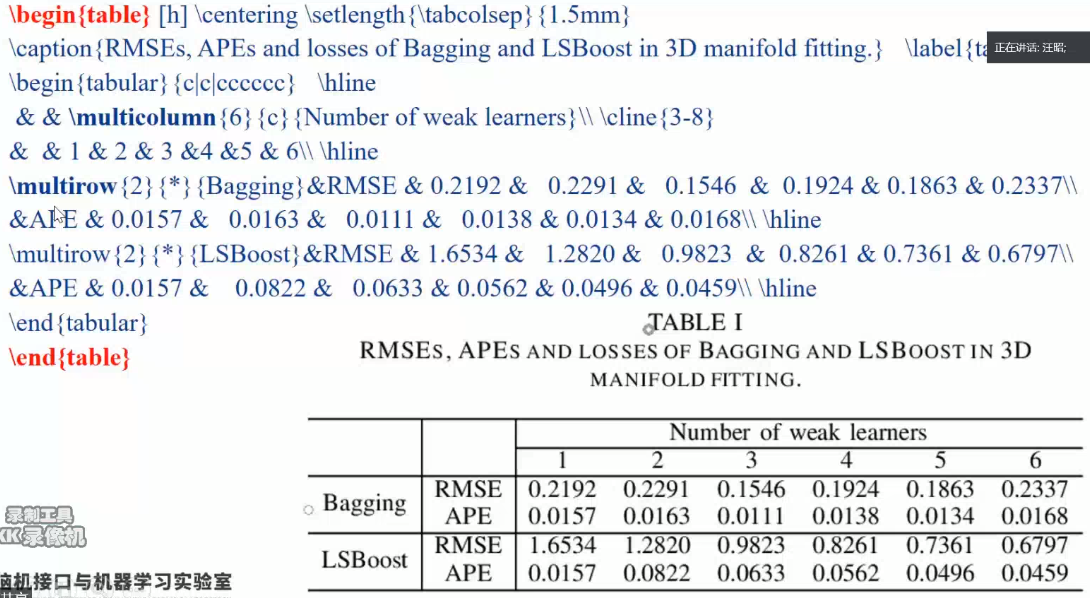 \begin{table} [h] \centering \setlength{\tabcolsep}{1.5mm}
\caption{RMSEs, APEs and losses of Bagging and LSBoost in 3D manifold fitting.} \label{ta
正在讲话: 汪昭;
\begin{tabular}{c|c|cccccc} \hline
& & \multicolumn{6}{c}{Number of weak learners}\\ \cline{3-8}
& & 1 & 2 & 3 &4 &5 & 6\\ \hline
\multirow{2}{*}{Bagging}&RMSE & 0.2192 & 0.2291 & 0.1546 & 0.1924 & 0.1863 & 0.2337\\
&APE & 0.0157 & 0.0163 & 0.0111 & 0.0138 & 0.0134 & 0.0168\\ \hline
\multirow{2}{*}{LSBoost}&RMSE & 1.6534 & 1.2820 & 0.9823 & 0.8261 & 0.7361 & 0.6797\\
&APE & 0.0157 & 0.0822 & 0.0633 & 0.0562 & 0.0496 & 0.0459\\ \hline
\end{tabular}
\end{table}
TABLE I
RMSES, APES AND LOSSES OF BAGGING AND LSBOOST IN 3D
MANIFOLD FITTING.
Number of weak learners
1 2 3 4 5 6
Bagging
RMSE 0.2192 0.2291 0.1546 0.1924 0.1863 0.2337
APE 0.0157 0.0163 0.0111 0.0138 0.0134 0.0168
LSBoost
RMSE 1.6534 1.2820 0.9823 0.8261 0.7361 0.6797
APE 0.0157 0.0822 0.0633 0.0562 0.0496 0.0459
录制工具
KK录像机
脑机接口与机器学习实验室